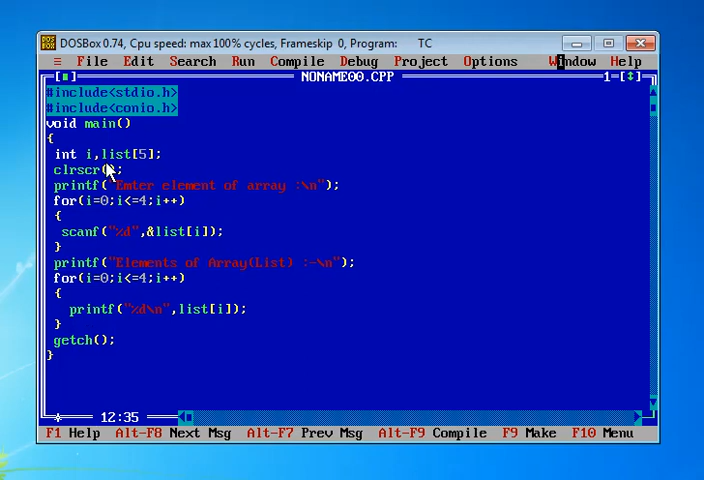 DOSBox 0.74, Cpu speed: max 100% cycles, Frameskip 0, Program: TC
≡ File Edit Search Run Compile Debug Project Options Window Help
[■] NONAME00.CPP 1=[↕]
#include<stdio.h>
#include<conio.h>
void main()
{
int i,list[5];
clrscr();
printf("Emter element of array :\n");
for(i=0;i<=4;i++)
{
scanf("%d",&list[i]);
}
printf("Elements of Array(List) :-\n");
for(i=0;i<=4;i++)
{
printf("%d\n",list[i]);
}
getch();
}
* 12:35
F1 Help Alt-F8 Next Msg Alt-F7 Prev Msg Alt-F9 Compile F9 Make F10 Menu